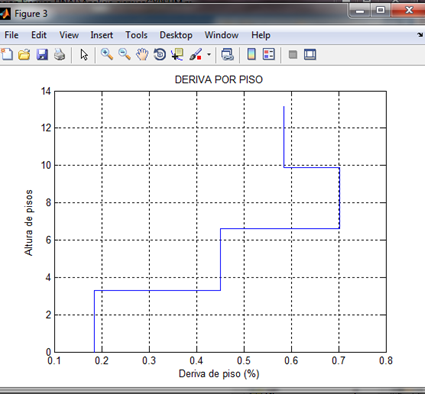 Figure 3
File Edit View Insert Tools Desktop Window Help
DERIVA POR PISO
14
12
10
8
6
4
2
0
Altura de pisos
0.1 0.2 0.3 0.4 0.5 0.6 0.7 0.8
Deriva de piso (%)